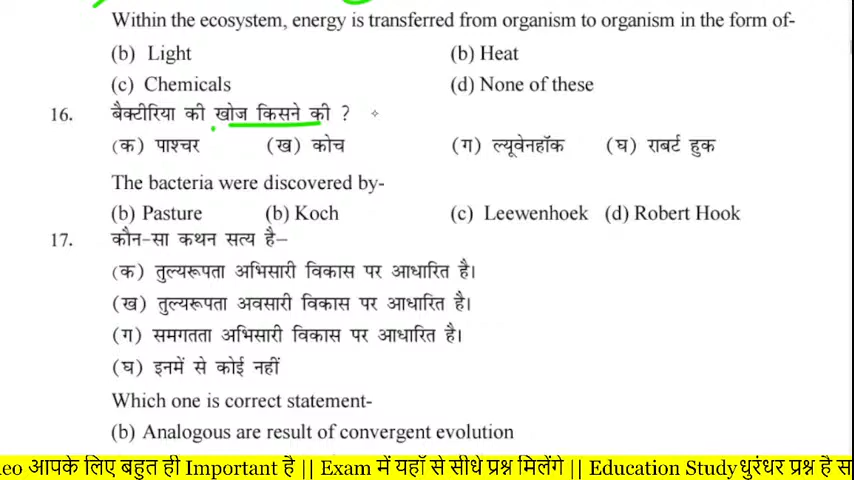 Within the ecosystem, energy is transferred from organism to organism in the form of-
(b) Light (b) Heat
(c) Chemicals (d) None of these
16. बैक्टीरिया की खोज किसने की ?
(क) पाश्चर (ख) कोच (ग) ल्यूवेनहॉक (घ) राबर्ट हुक
The bacteria were discovered by-
(b) Pasture (b) Koch (c) Leewenhoek (d) Robert Hook
17. कौन-सा कथन सत्य है–
(क) तुल्यरूपता अभिसारी विकास पर आधारित है।
(ख) तुल्यरूपता अवसारी विकास पर आधारित है।
(ग) समगतता अभिसारी विकास पर आधारित है।
(घ) इनमें से कोई नहीं
Which one is correct statement-
(b) Analogous are result of convergent evolution
आपके लिए बहुत ही Important है || Exam में यहाँ से सीधे प्रश्न मिलेंगे || Education Study धुरंधर प्रश्न है